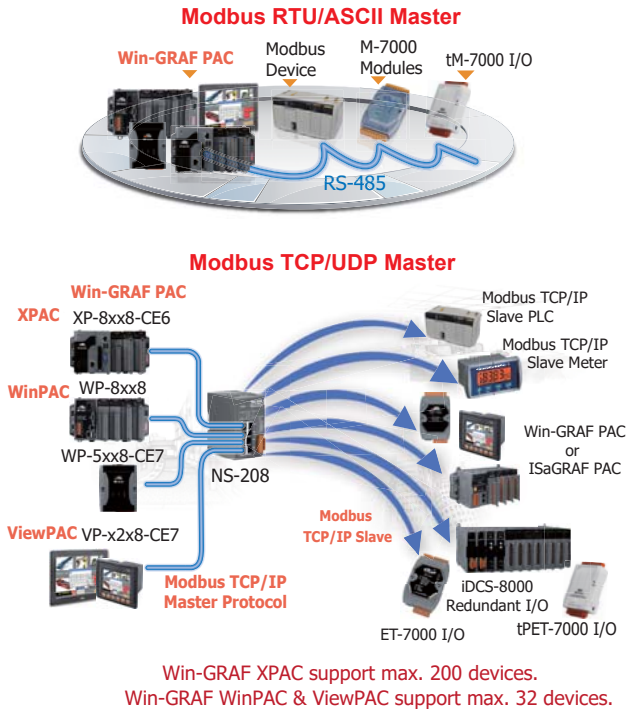 Modbus RTU/ASCII Master
Win-GRAF PAC
Modbus
Device
M-7000
Modules
tM-7000 I/O
RS-485
Modbus TCP/UDP Master
Win-GRAF PAC
XPAC XP-8xx8-CE6
WinPAC WP-8xx8
WP-5xx8-CE7
ViewPAC VP-x2x8-CE7
NS-208
Modbus TCP/IP
Master Protocol
Modbus
TCP/IP Slave
Modbus TCP/IP
Slave PLC
Modbus TCP/IP
Slave Meter
Win-GRAF PAC
or
ISaGRAF PAC
iDCS-8000
Redundant I/O
ET-7000 I/O
tPET-7000 I/O
Win-GRAF XPAC support max. 200 devices.
Win-GRAF WinPAC & ViewPAC support max. 32 devices.